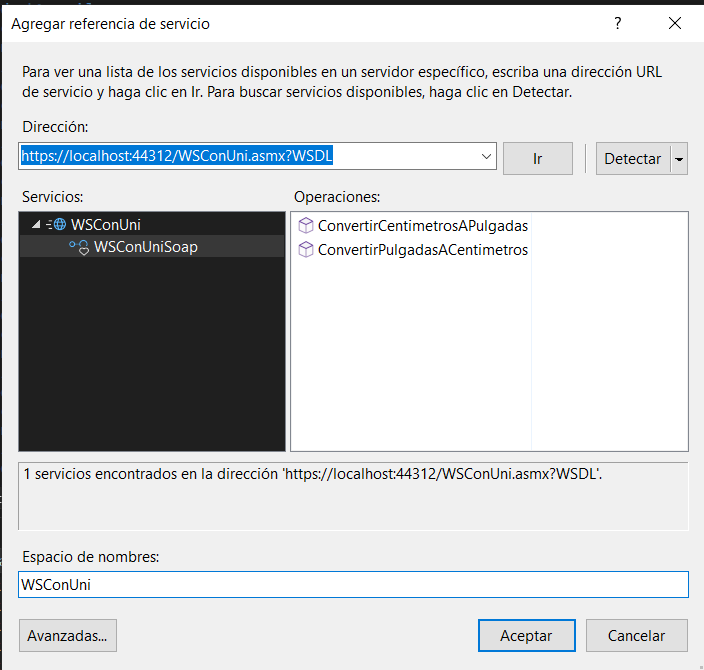 Agregar referencia de servicio
?
Para ver una lista de los servicios disponibles en un servidor específico, escriba una dirección URL
de servicio y haga clic en Ir. Para buscar servicios disponibles, haga clic en Detectar.
Dirección:
https://localhost:44312/WSConUni.asmx?WSDL
Ir
Detectar
Servicios:
Operaciones:
WSConUni
WSConUniSoap
ConvertirCentimetrosAPulgadas
ConvertirPulgadasACentimetros
1 servicios encontrados en la dirección 'https://localhost:44312/WSConUni.asmx?WSDL'.
Espacio de nombres:
WSConUni
Avanzadas...
Aceptar
Cancelar